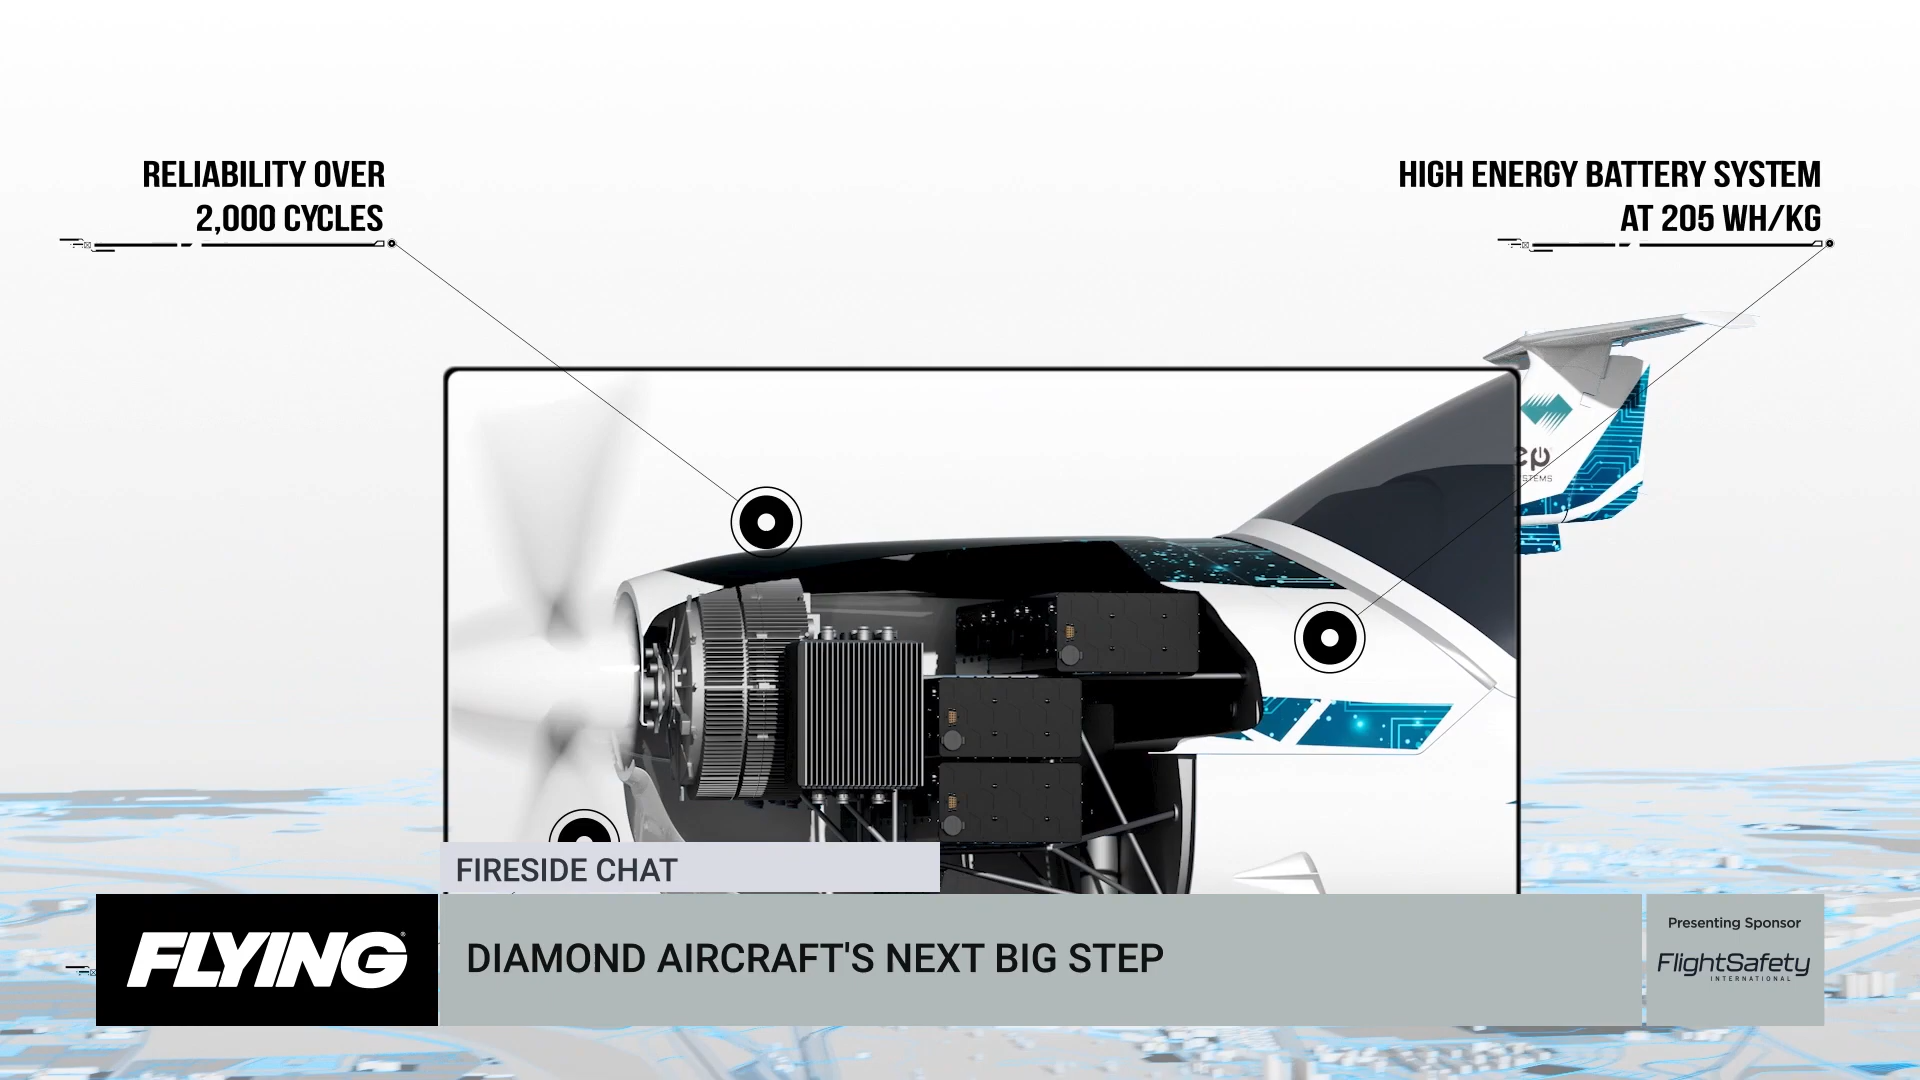 RELIABILITY OVER
2,000 CYCLES
HIGH ENERGY BATTERY SYSTEM
AT 205 WH/KG
ep
FIRESIDE CHAT
FLYING
DIAMOND AIRCRAFT'S NEXT BIG STEP
Presenting Sponsor
FlightSafety
INTERNATIONAL